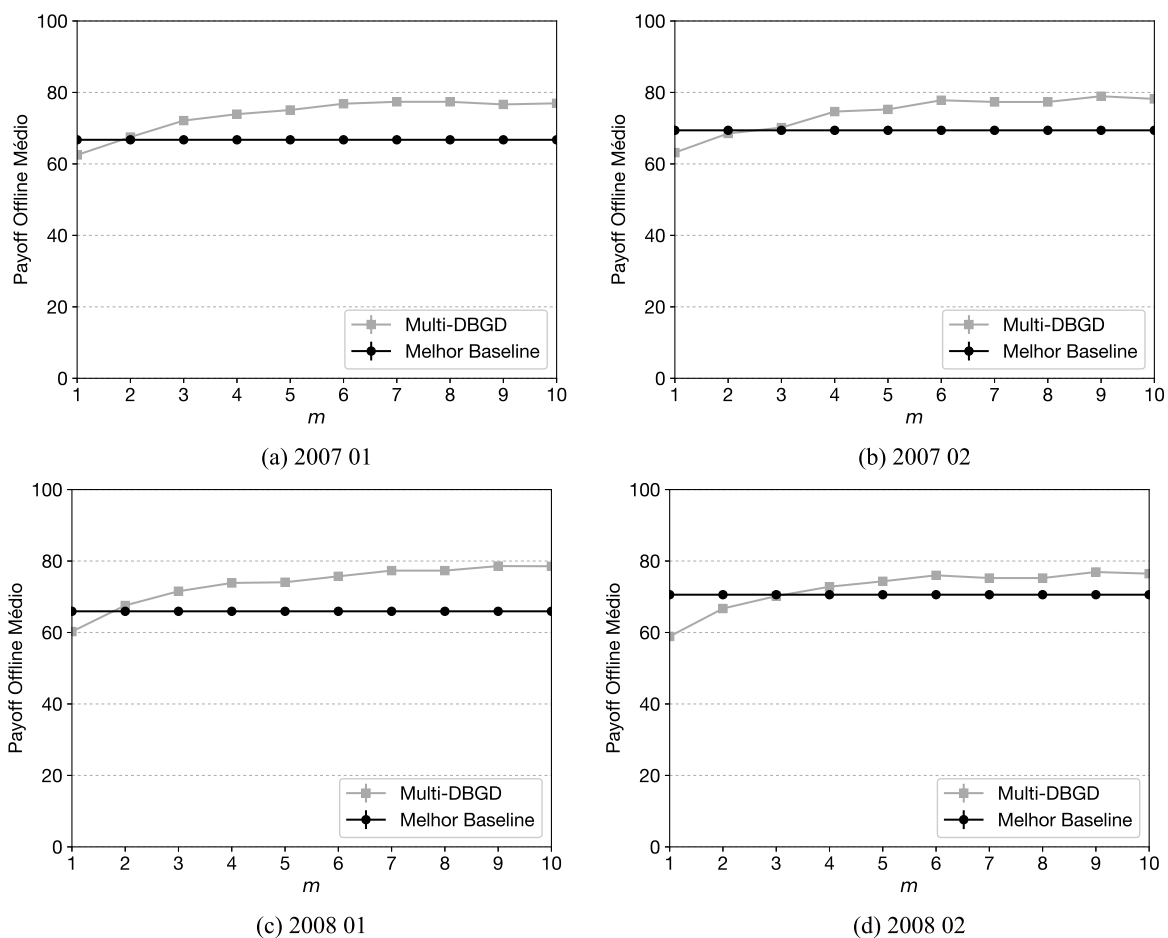 100
80
60
40
20
0
Payoff Offline Médio
Multi-DBGD
Melhor Baseline
1 2 3 4 5 6 7 8 9 10
m
(a) 2007 01
100
80
60
40
20
0
Payoff Offline Médio
Multi-DBGD
Melhor Baseline
1 2 3 4 5 6 7 8 9 10
m
(b) 2007 02
100
80
60
40
20
0
Payoff Offline Médio
Multi-DBGD
Melhor Baseline
1 2 3 4 5 6 7 8 9 10
m
(c) 2008 01
100
80
60
40
20
0
Payoff Offline Médio
Multi-DBGD
Melhor Baseline
1 2 3 4 5 6 7 8 9 10
m
(d) 2008 02